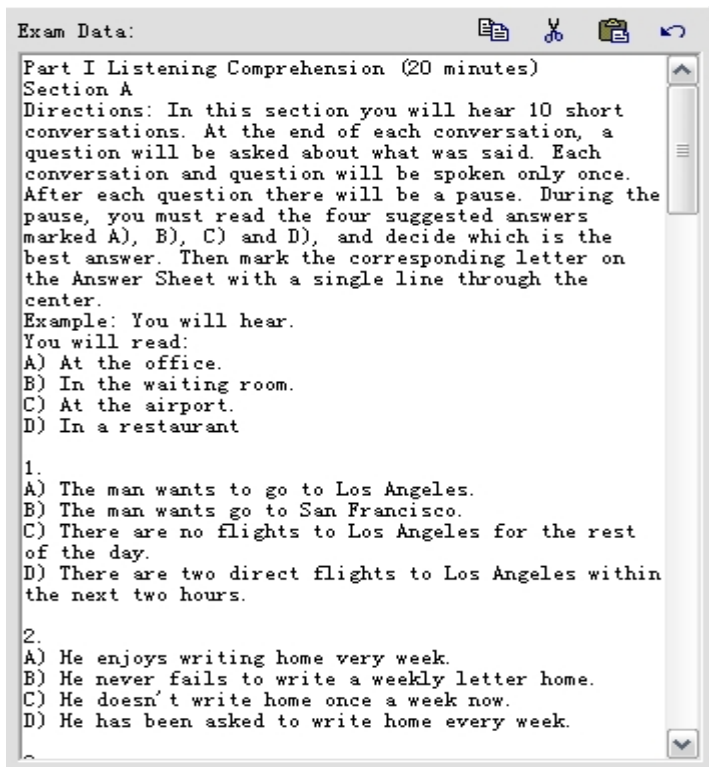 Exam Data:
Part I Listening Comprehension (20 minutes)
Section A
Directions: In this section you will hear 10 short
conversations. At the end of each conversation, a
question will be asked about what was said. Each
conversation and question will be spoken only once.
After each question there will be a pause. During the
pause, you must read the four suggested answers
marked A), B), C) and D), and decide which is the
best answer. Then mark the corresponding letter on
the Answer Sheet with a single line through the
center.
Example: You will hear.
You will read:
A) At the office.
B) In the waiting room.
C) At the airport.
D) In a restaurant
1.
A) The man wants to go to Los Angeles.
B) The man wants go to San Francisco.
C) There are no flights to Los Angeles for the rest
of the day.
D) There are two direct flights to Los Angeles within
the next two hours.
2.
A) He enjoys writing home very week.
B) He never fails to write a weekly letter home.
C) He doesn't write home once a week now.
D) He has been asked to write home every week.